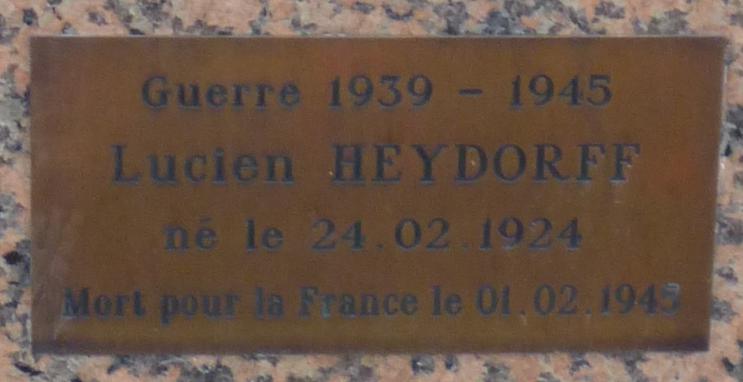 Guerre 1939 - 1945
Lucien HEYDORFF
né le 24.02.1924
Mort pour la France le 01.02.1945